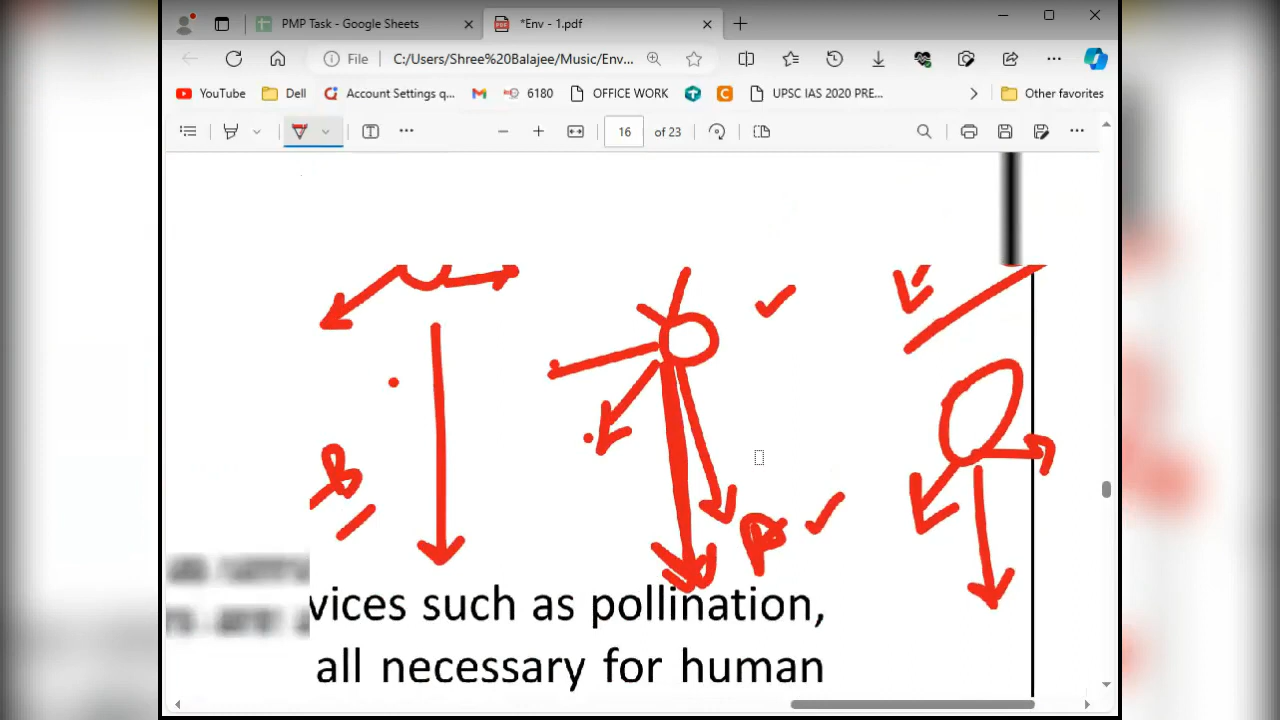 PMP Task - Google Sheets
*Env - 1.pdf
File
C:/Users/Shree%20Balajee/Music/Env...
YouTube
Dell
Account Settings q...
6180
OFFICE WORK
UPSC IAS 2020 PRE...
Other favorites
16
of 23
B
R
vices such as pollination,
all necessary for human